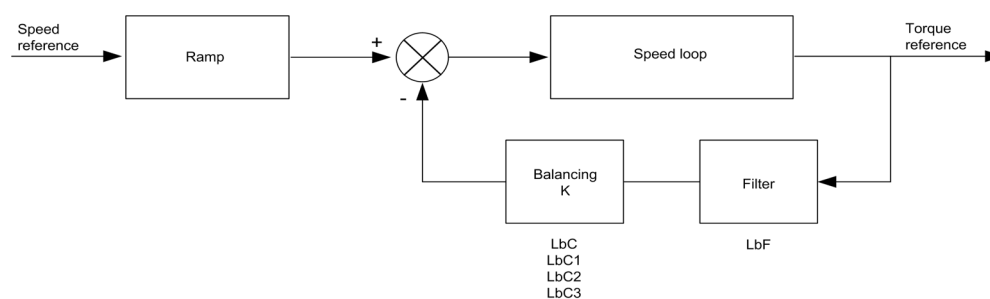 Speed
reference
Ramp
+
-
Speed loop
Torque
reference
Balancing
K
Filter
LbC
LbC1
LbC2
LbC3
LbF